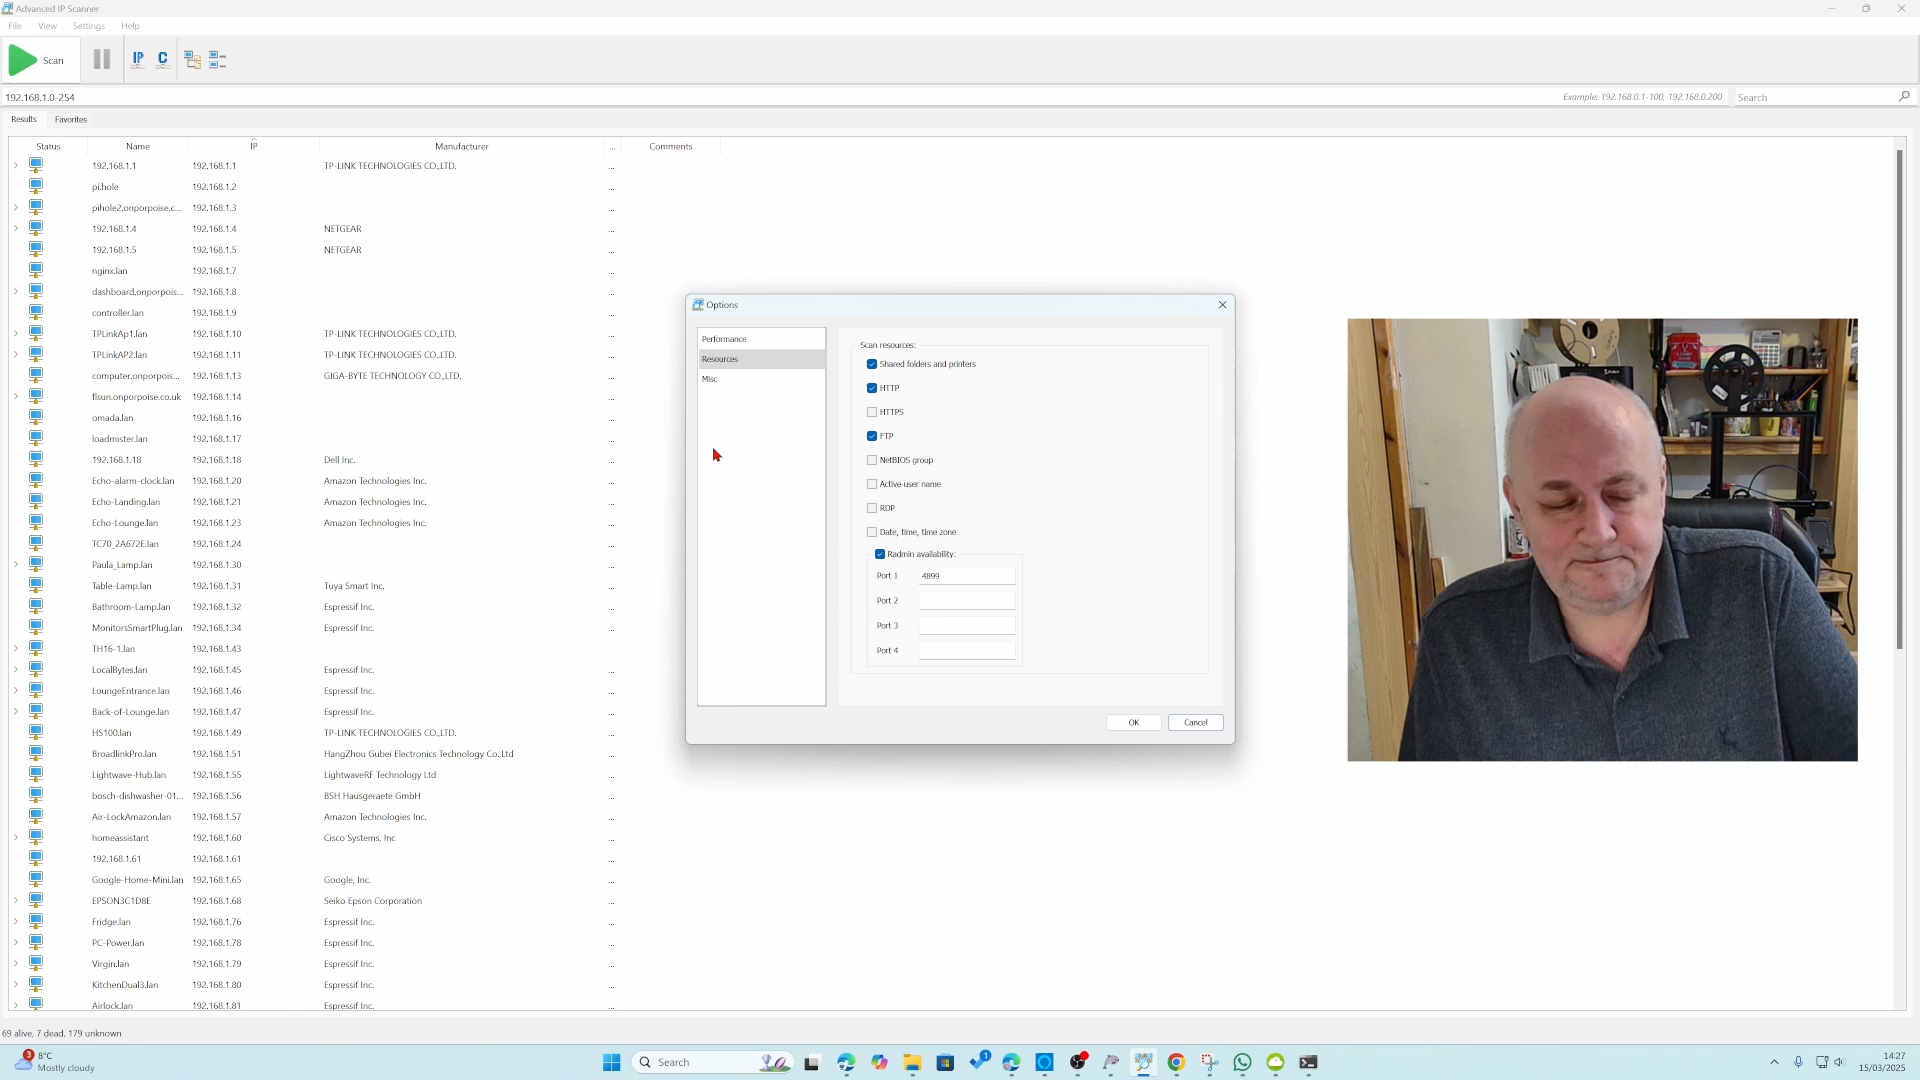 Advanced IP Scanner
File View Settings Help
Scan IP C
192.168.1.0-254 Example: 192.168.0.1-100, 192.168.0.200 Search
Results Favorites
Status Name IP Manufacturer ... Comments
192.168.1.1 192.168.1.1 TP-LINK TECHNOLOGIES CO.,LTD. ...
pi.hole 192.168.1.2 ...
pihole2.onporpoise.c... 192.168.1.3 ...
192.168.1.4 192.168.1.4 NETGEAR ...
192.168.1.5 192.168.1.5 NETGEAR ...
nginx.lan 192.168.1.7 ...
dashboard.onporpois... 192.168.1.8 ...
controller.lan 192.168.1.9 ...
TPLinkAp1.lan 192.168.1.10 TP-LINK TECHNOLOGIES CO.,LTD. ...
TPLinkAP2.lan 192.168.1.11 TP-LINK TECHNOLOGIES CO.,LTD. ...
computer.onporpois... 192.168.1.13 GIGA-BYTE TECHNOLOGY CO.,LTD. ...
flsun.onporpoise.co.uk 192.168.1.14 ...
omada.lan 192.168.1.16 ...
loadmister.lan 192.168.1.17 ...
192.168.1.18 192.168.1.18 Dell Inc. ...
Echo-alarm-clock.lan 192.168.1.20 Amazon Technologies Inc. ...
Echo-Landing.lan 192.168.1.21 Amazon Technologies Inc. ...
Echo-Lounge.lan 192.168.1.23 Amazon Technologies Inc. ...
TC70_2A672E.lan 192.168.1.24 ...
Paula_Lamp.lan 192.168.1.30 ...
Table-Lamp.lan 192.168.1.31 Tuya Smart Inc. ...
Bathroom-Lamp.lan 192.168.1.32 Espressif Inc. ...
MonitorsSmartPlug.lan 192.168.1.34 Espressif Inc. ...
TH16-1.lan 192.168.1.43 ...
LocalBytes.lan 192.168.1.45 Espressif Inc. ...
LoungeEntrance.lan 192.168.1.46 Espressif Inc. ...
Back-of-Lounge.lan 192.168.1.47 Espressif Inc. ...
HS100.lan 192.168.1.49 TP-LINK TECHNOLOGIES CO.,LTD. ...
BroadlinkPro.lan 192.168.1.51 HangZhou Gubei Electronics Technology Co.,Ltd ...
Lightwave-Hub.lan 192.168.1.55 LightwaveRF Technology Ltd ...
bosch-dishwasher-01... 192.168.1.56 BSH Hausgeraete GmbH ...
Air-LockAmazon.lan 192.168.1.57 Amazon Technologies Inc. ...
homeassistant 192.168.1.60 Cisco Systems, Inc ...
192.168.1.61 192.168.1.61 ...
Google-Home-Mini.lan 192.168.1.65 Google, Inc. ...
EPSON3C1D8E 192.168.1.68 Seiko Epson Corporation ...
Fridge.lan 192.168.1.76 Espressif Inc. ...
PC-Power.lan 192.168.1.78 Espressif Inc. ...
Virgin.lan 192.168.1.79 Espressif Inc. ...
KitchenDual3.lan 192.168.1.80 Espressif Inc. ...
Airlock.lan 192.168.1.81 Espressif Inc. ...
Options
Performance
Resources
Misc
Scan resources:
Shared folders and printers
HTTP
HTTPS
FTP
NetBIOS group
Active user name
RDP
Date, time, time zone
Radmin availability:
Port 1 4899
Port 2
Port 3
Port 4
OK Cancel
69 alive, 7 dead, 179 unknown
3 8°C
Mostly cloudy
Search
1
14:27
15/03/2025